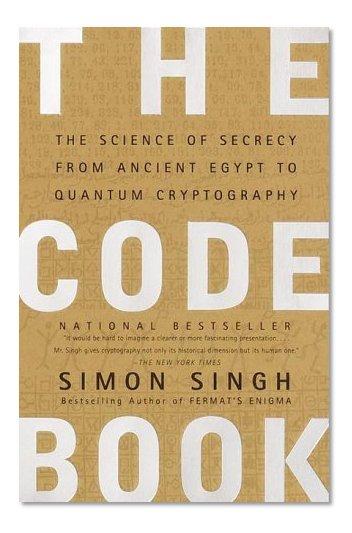 THE
THE SCIENCE OF SECRECY
FROM ANCIENT EGYPT TO
QUANTUM CRYPTOGRAPHY
CODE
NATIONAL BESTSELLER
"It would be hard to imagine a clearer or more fascinating presentation. . . .
Mr. Singh gives cryptography not only its historical dimension but its human one."
—THE NEW YORK TIMES
SIMON SINGH
Bestselling Author of FERMAT'S ENIGMA
BOOK